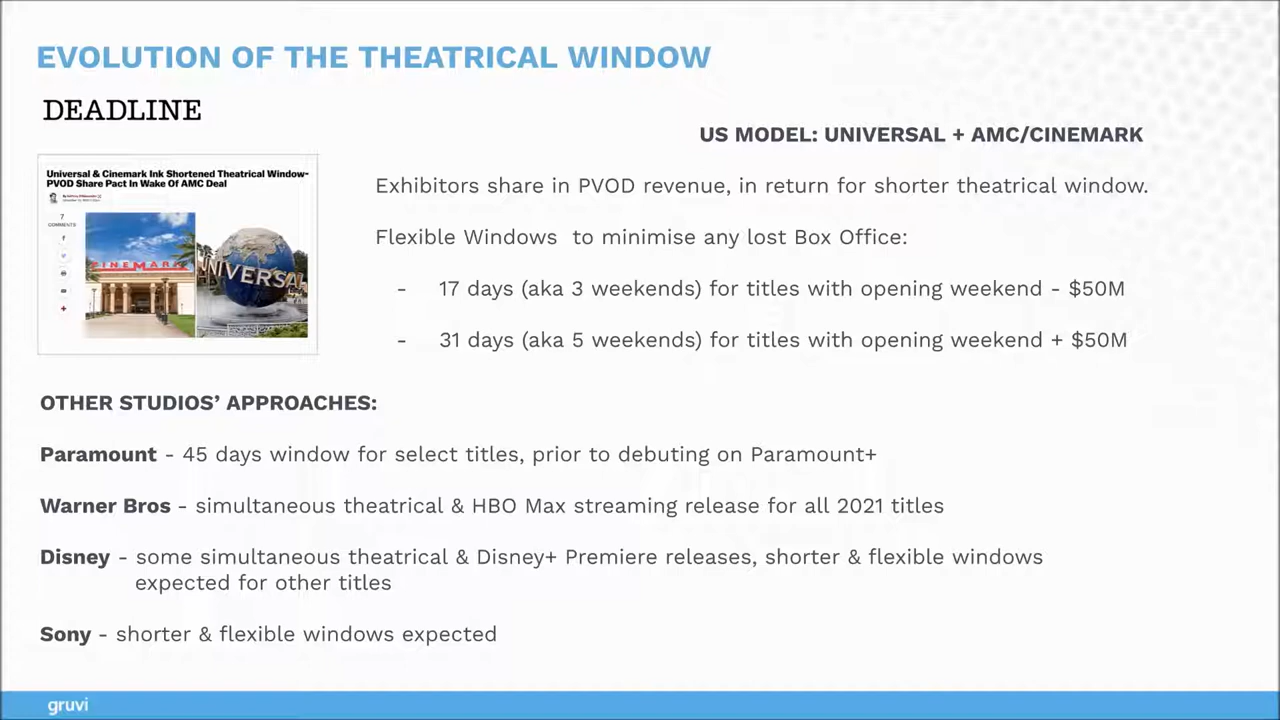 EVOLUTION OF THE THEATRICAL WINDOW
DEADLINE
US MODEL: UNIVERSAL + AMC/CINEMARK
Universal & Cinemark Ink Shortened Theatrical Window-
PVOD Share Pact In Wake Of AMC Deal
7
COMMENTS
CINEMARK
UNIVERSAL
Exhibitors share in PVOD revenue, in return for shorter theatrical window.
Flexible Windows to minimise any lost Box Office:
- 17 days (aka 3 weekends) for titles with opening weekend - $50M
- 31 days (aka 5 weekends) for titles with opening weekend + $50M
OTHER STUDIOS’ APPROACHES:
Paramount - 45 days window for select titles, prior to debuting on Paramount+
Warner Bros - simultaneous theatrical & HBO Max streaming release for all 2021 titles
Disney - some simultaneous theatrical & Disney+ Premiere releases, shorter & flexible windows
expected for other titles
Sony - shorter & flexible windows expected
gruvi